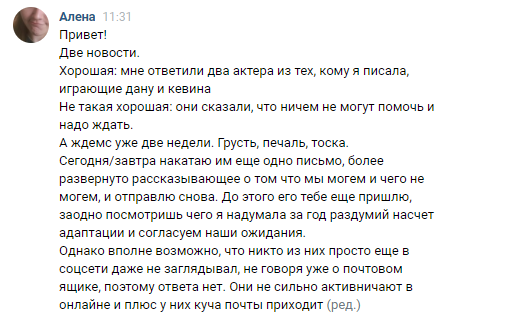 Алена 11:31
Привет!
Две новости.
Хорошая: мне ответили два актера из тех, кому я писала,
играющие дану и кевина
Не такая хорошая: они сказали, что ничем не могут помочь и
надо ждать.
А ждемс уже две недели. Грусть, печаль, тоска.
Сегодня/завтра накатаю им еще одно письмо, более
развернуто рассказывающее о том что мы могем и чего не
могем, и отправлю снова. До этого его тебе еще пришлю,
заодно посмотришь чего я надумала за год раздумий насчет
адаптации и согласуем наши ожидания.
Однако вполне возможно, что никто из них просто еще в
соцсети даже не заглядывал, не говоря уже о почтовом
ящике, поэтому ответа нет. Они не сильно активничают в
онлайне и плюс у них куча почты приходит (ред.)